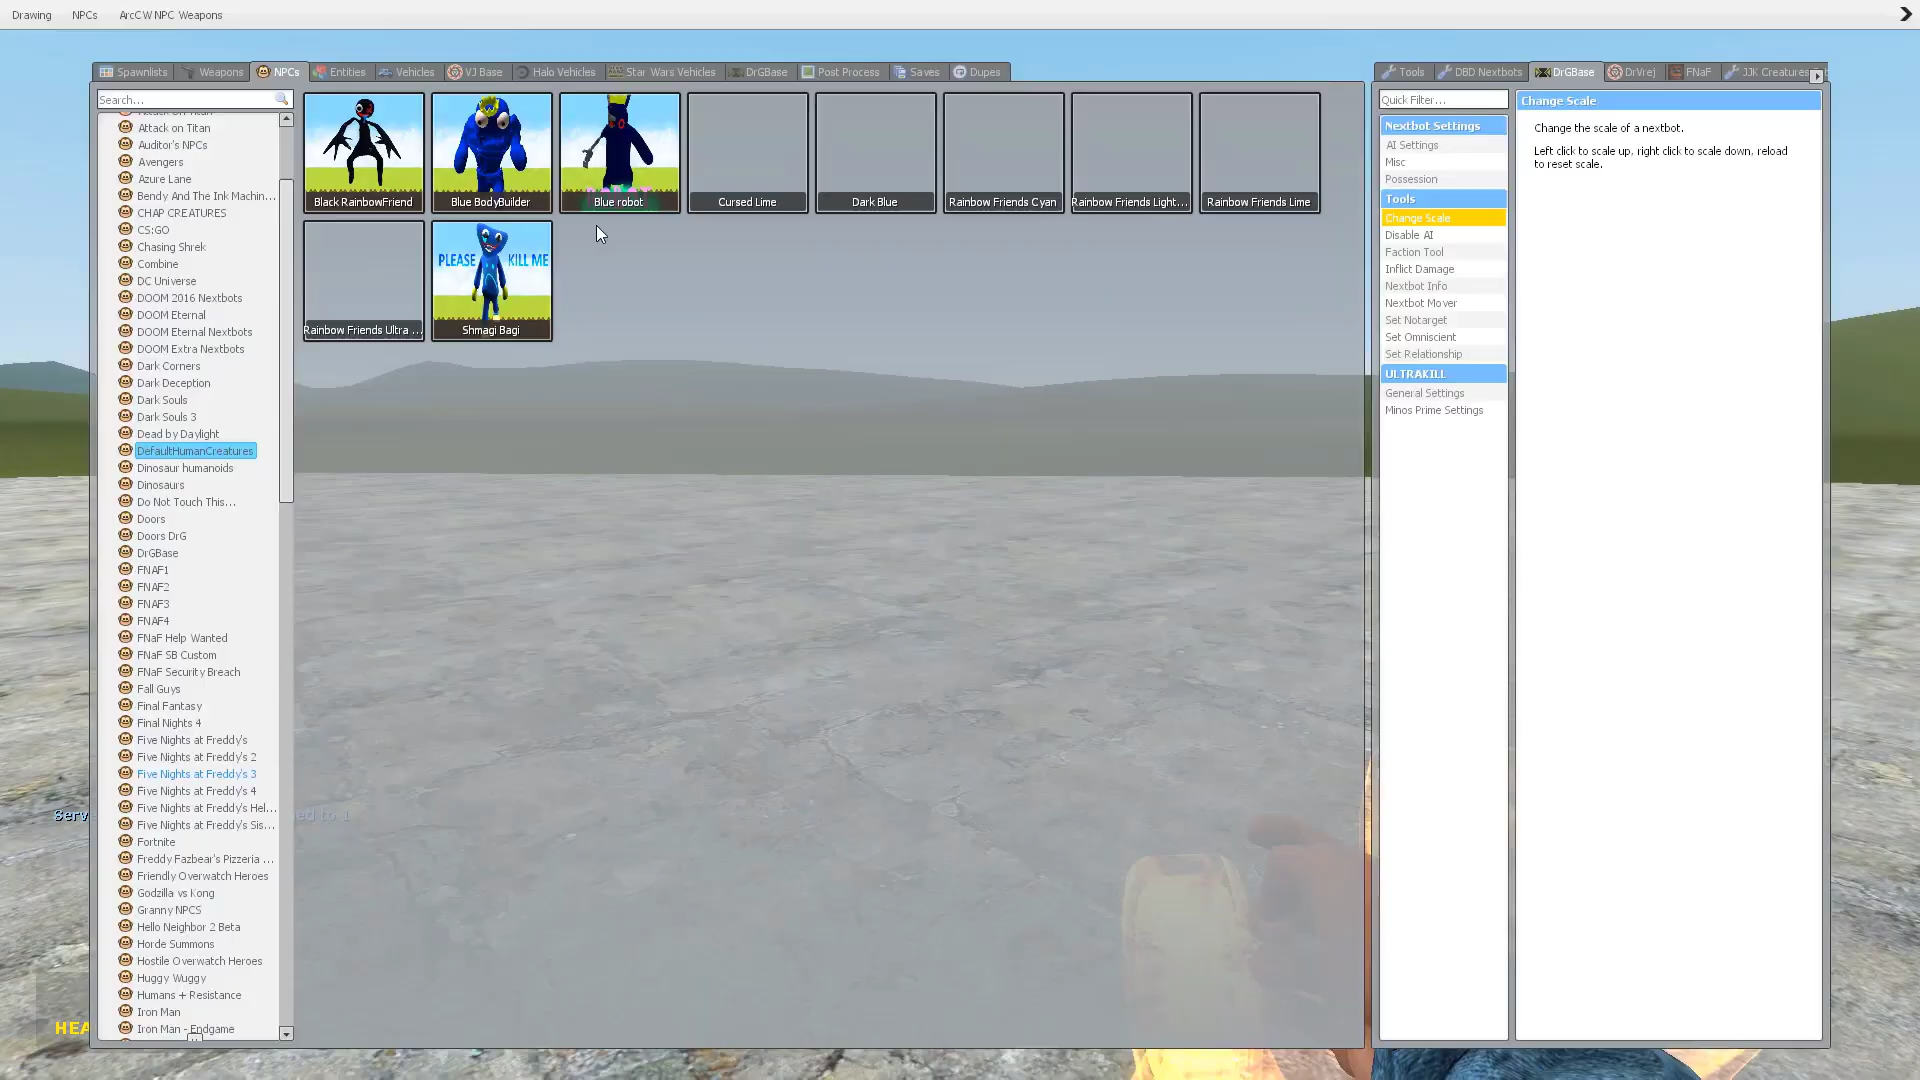 Drawing NPCs ArcCW NPC Weapons
Spawnlists Weapons NPCs Entities Vehicles VJ Base Halo Vehicles Star Wars Vehicles DrGBase Post Process Saves Dupes
Tools DBD Nextbots DrGBase DrVrej FNaF JJK Creatures
Search...
Attack on Titan
Attack on Titan
Auditor's NPCs
Avengers
Azure Lane
Bendy And The Ink Machin...
CHAP CREATURES
CS:GO
Chasing Shrek
Combine
DC Universe
DOOM 2016 Nextbots
DOOM Eternal
DOOM Eternal Nextbots
DOOM Extra Nextbots
Dark Corners
Dark Deception
Dark Souls
Dark Souls 3
Dead by Daylight
DefaultHumanCreatures
Dinosaur humanoids
Dinosaurs
Do Not Touch This...
Doors
Doors DrG
DrGBase
FNAF1
FNAF2
FNAF3
FNAF4
FNaF Help Wanted
FNaF SB Custom
FNaF Security Breach
Fall Guys
Final Fantasy
Final Nights 4
Five Nights at Freddy's
Five Nights at Freddy's 2
Five Nights at Freddy's 3
Five Nights at Freddy's 4
Five Nights at Freddy's Hel...
Five Nights at Freddy's Sis...
Fortnite
Freddy Fazbear's Pizzeria ...
Friendly Overwatch Heroes
Godzilla vs Kong
Granny NPCS
Hello Neighbor 2 Beta
Horde Summons
Hostile Overwatch Heroes
Huggy Wuggy
Humans + Resistance
Iron Man
Iron Man - Endgame
Black RainbowFriend
Blue BodyBuilder
Blue robot
Cursed Lime
Dark Blue
Rainbow Friends Cyan
Rainbow Friends Light...
Rainbow Friends Lime
Rainbow Friends Ultra ...
PLEASE KILL ME
Shmagi Bagi
Quick Filter...
Nextbot Settings
AI Settings
Misc
Possession
Tools
Change Scale
Disable AI
Faction Tool
Inflict Damage
Nextbot Info
Nextbot Mover
Set Notarget
Set Omniscient
Set Relationship
ULTRAKILL
General Settings
Minos Prime Settings
Change Scale
Change the scale of a nextbot.
Left click to scale up, right click to scale down, reload
to reset scale.
Serv
ed to 1
HEA